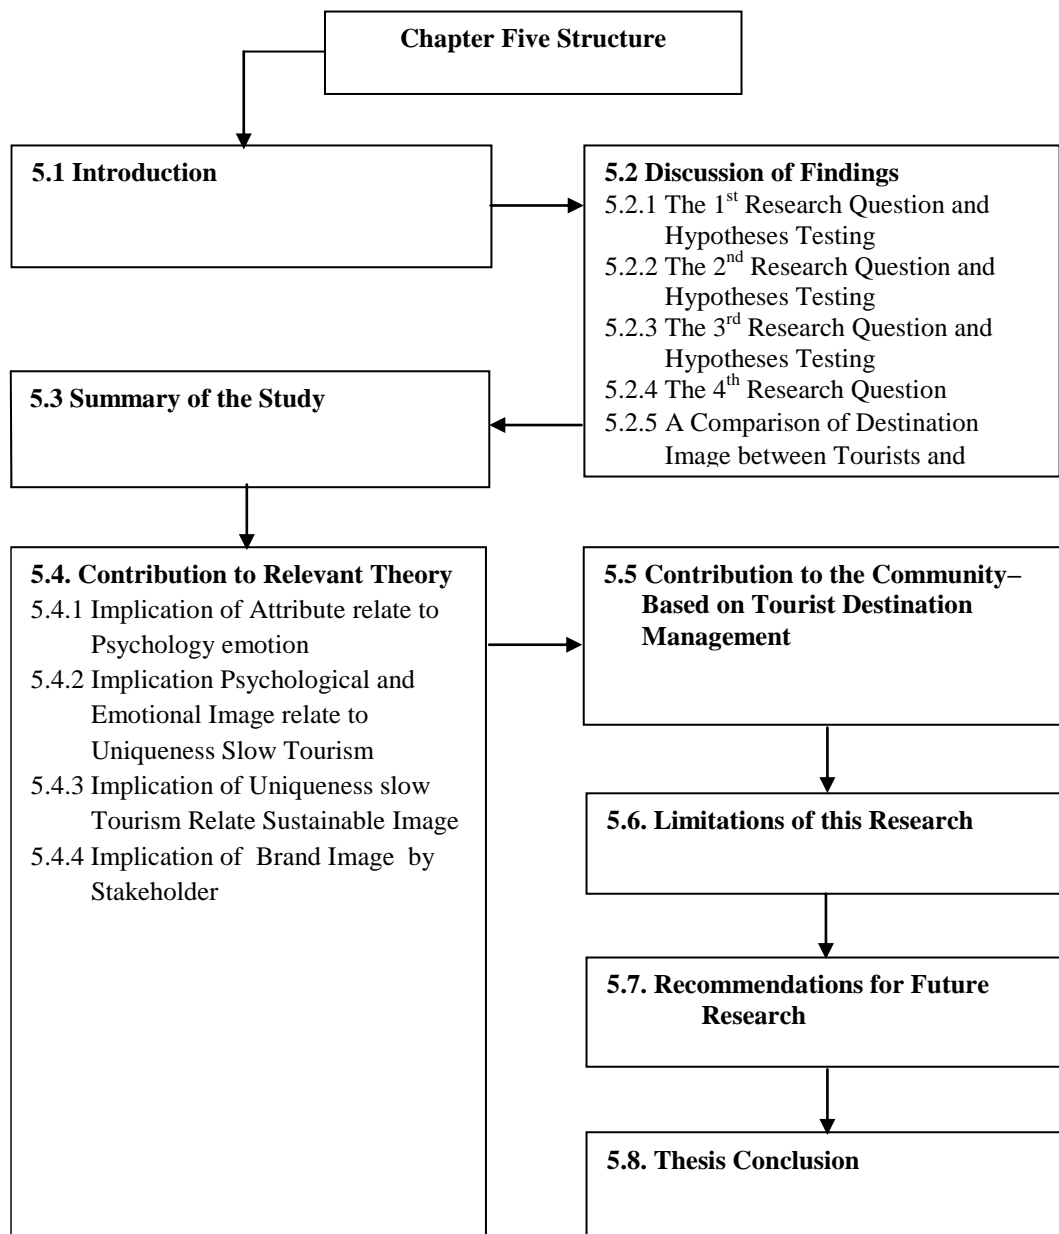 Chapter Five Structure
5.1 Introduction
5.2 Discussion of Findings
5.2.1 The 1st Research Question and
Hypotheses Testing
5.2.2 The 2nd Research Question and
Hypotheses Testing
5.2.3 The 3rd Research Question and
Hypotheses Testing
5.2.4 The 4th Research Question
5.2.5 A Comparison of Destination
Image between Tourists and
5.3 Summary of the Study
5.4. Contribution to Relevant Theory
5.4.1 Implication of Attribute relate to
Psychology emotion
5.4.2 Implication Psychological and
Emotional Image relate to
Uniqueness Slow Tourism
5.4.3 Implication of Uniqueness slow
Tourism Relate Sustainable Image
5.4.4 Implication of Brand Image by
Stakeholder
5.5 Contribution to the Community–
Based on Tourist Destination
Management
5.6. Limitations of this Research
5.7. Recommendations for Future
Research
5.8. Thesis Conclusion